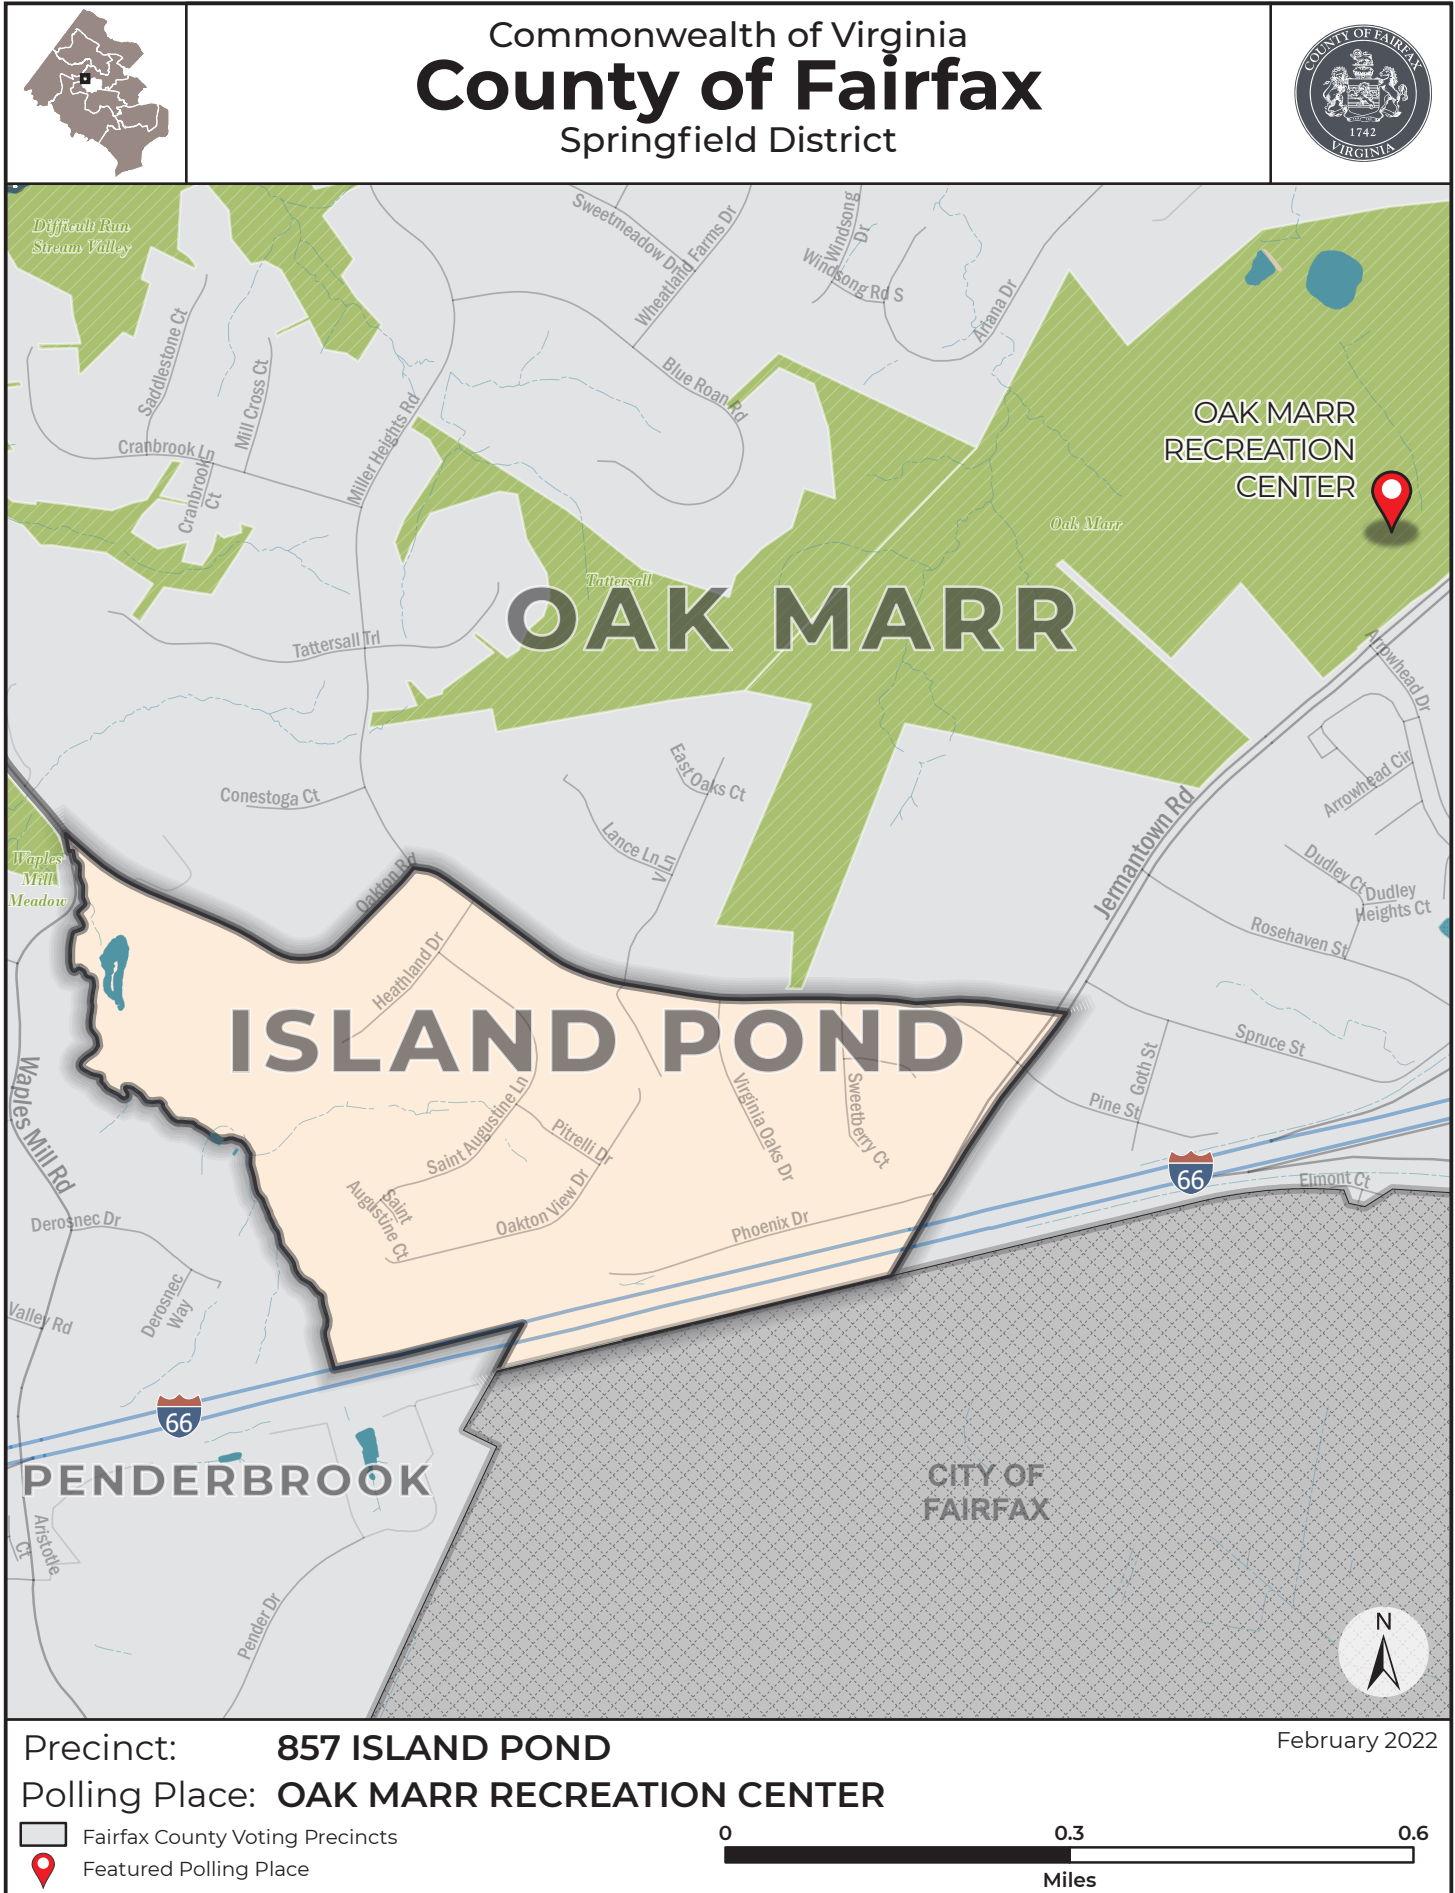 Commonwealth of Virginia
County of Fairfax
Springfield District
COUNTY OF FAIRFAX
1742
VIRGINIA
Difficult Run
Stream Valley
Sweetmeadow Dr
Wheatland Farms Dr
Windsong
Dr
Windsong Rd S
Ariana Dr
Saddlestone Ct
Mill Cross Ct
Cranbrook Ln
Cranbrook
Ct
Miller Heights Rd
Blue Roan Rd
OAK MARR
RECREATION
CENTER
Oak Marr
Tattersall
OAK MARR
Tattersall Trl
Arrowhead Dr
Arrowhead Cir
Conestoga Ct
East Oaks Ct
Lance Ln
V Ln
Jermantown Rd
Dudley Ct
Dudley
Heights Ct
Rosehaven St
Waples
Mill
Meadow
Oakton Rd
Heathland Dr
ISLAND POND
Spruce St
Goth St
Pine St
Waples Mill Rd
Saint Augustine Ln
Pitrelli Dr
Virginia Oaks Dr
Sweetberry Ct
Saint
Augustine Ct
Oakton View Dr
Phoenix Dr
66
Elmont Ct
Derosnec Dr
Derosnec
Way
Valley Rd
66
PENDERBROOK
CITY OF
FAIRFAX
Aristotle
Ct
Pender Dr
N
Precinct: 857 ISLAND POND
February 2022
Polling Place: OAK MARR RECREATION CENTER
Fairfax County Voting Precincts
Featured Polling Place
0 0.3 0.6
Miles